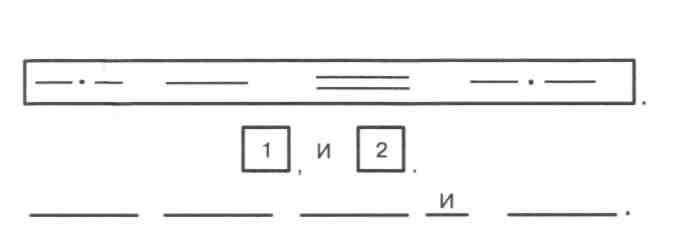 1 , И 2 .
И .